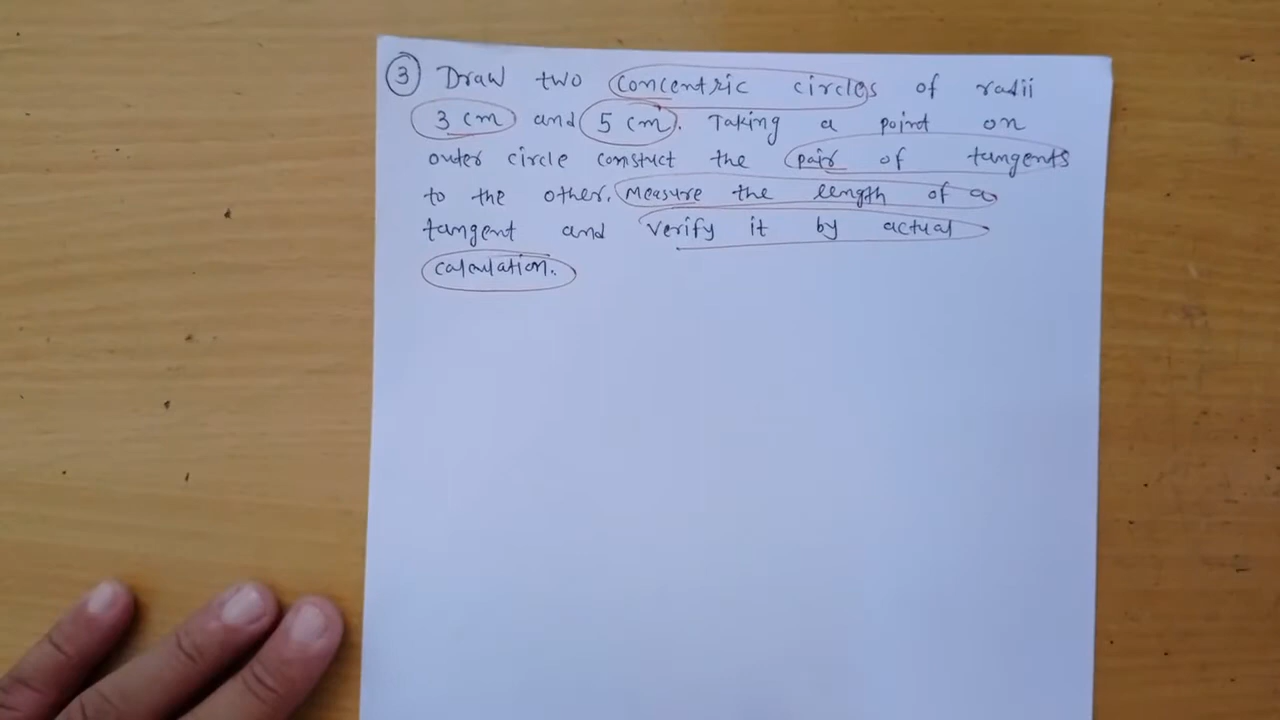 ③ Draw two concentric circles of radii
3 cm and 5 cm. Taking a point on
outer circle constuct the pair of tangents
to the other. Measure the length of a
tangent and verify it by actual
calculation.